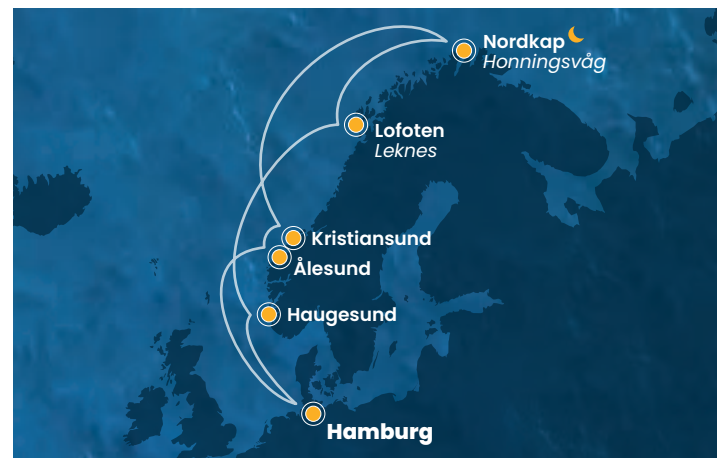 Nordkap
Honningsvåg
Lofoten
Leknes
Kristiansund
Ålesund
Haugesund
Hamburg